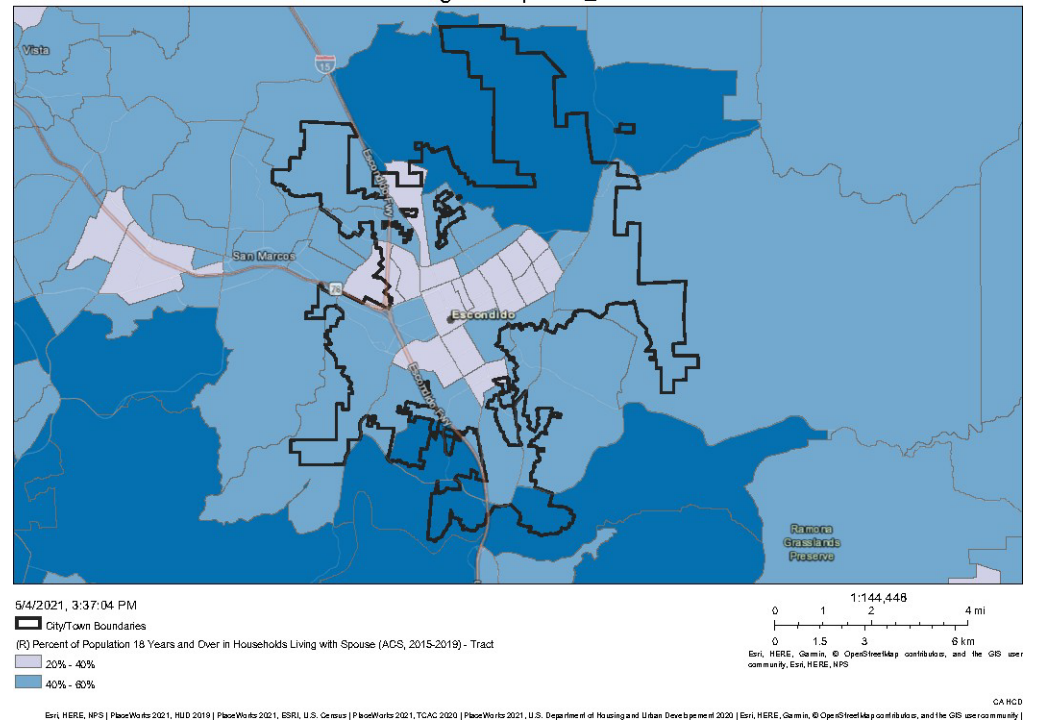 Vista
15
Escondido Fwy
San Marcos
78
Escondido
Escondido Fwy
Ramona
Grasslands
Preserve
5/4/2021, 3:37:04 PM
City/Town Boundaries
(R) Percent of Population 18 Years and Over in Households Living with Spouse (ACS, 2015-2019) - Tract
20% - 40%
40% - 60%
1:144,448
0 1 2 4 mi
0 1.5 3 6 km
Esri, HERE, Garmin, © OpenStreetMap contributors, and the GIS user
community, Esri, HERE, NPS
CA HCD
Esri, HERE, NPS | PlaceWorks 2021, HUD 2019 | PlaceWorks 2021, ESRI, U.S. Census | PlaceWorks 2021, TCAC 2020 | PlaceWorks 2021, U.S. Department of Housing and Urban Development 2020 | Esri, HERE, Garmin, © OpenStreetMap contributors, and the GIS user community |